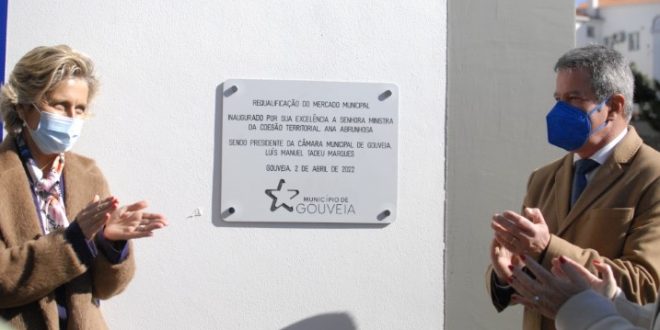 REQUALIFICAÇÃO DO MERCADO MUNICIPAL
INAUGURADO POR SUA EXCELÊNCIA A SENHORA MINISTRA
DA COESÃO TERRITORIAL, ANA ABRUNHOSA
SENDO PRESIDENTE DA CÂMARA MUNICIPAL DE GOUVEIA,
LUÍS MANUEL TADEU MARQUES
GOUVEIA, 2 DE ABRIL DE 2022
MUNICÍPIO DE
GOUVEIA